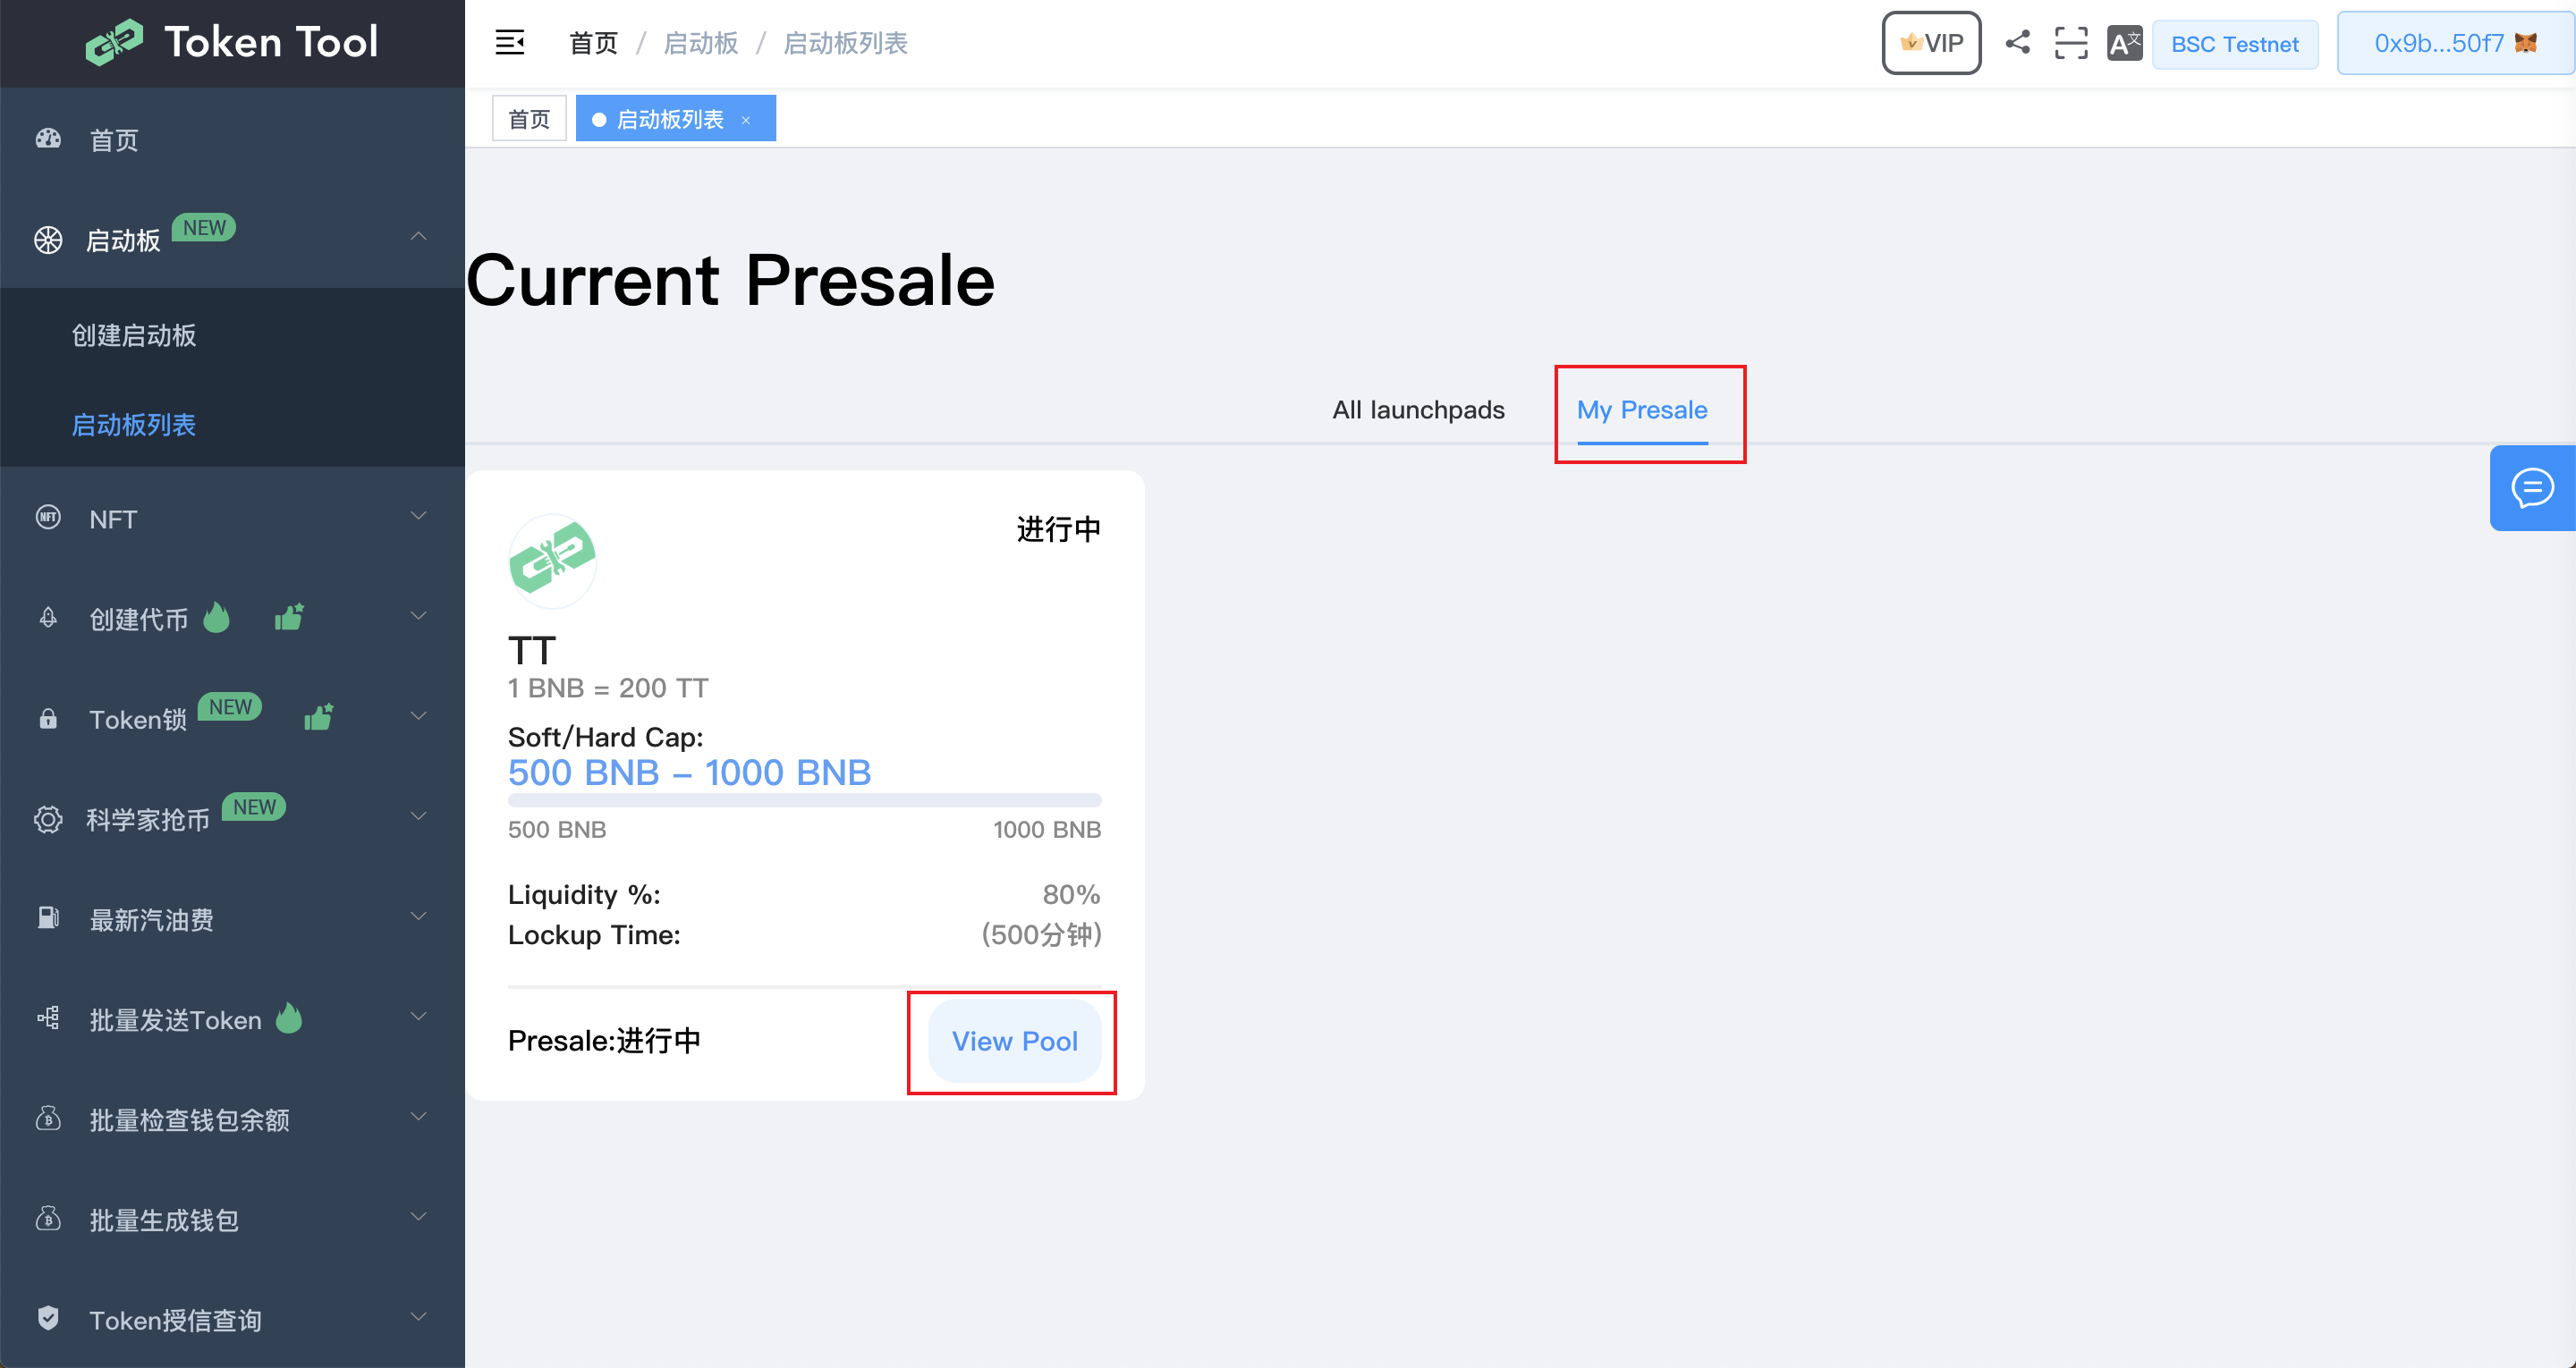 Token Tool
首页 / 启动板 / 启动板列表
VIP
A文
BSC Testnet
0x9b...50f7
首页
启动板列表 ×
首页
启动板 NEW
创建启动板
启动板列表
NFT NFT
创建代币
Token锁 NEW
科学家抢币 NEW
最新汽油费
批量发送Token
批量检查钱包余额
批量生成钱包
Token授信查询
Current Presale
All launchpads
My Presale
进行中
TT
1 BNB = 200 TT
Soft/Hard Cap:
500 BNB – 1000 BNB
500 BNB 1000 BNB
Liquidity %: 80%
Lockup Time: (500分钟)
Presale:进行中 View Pool